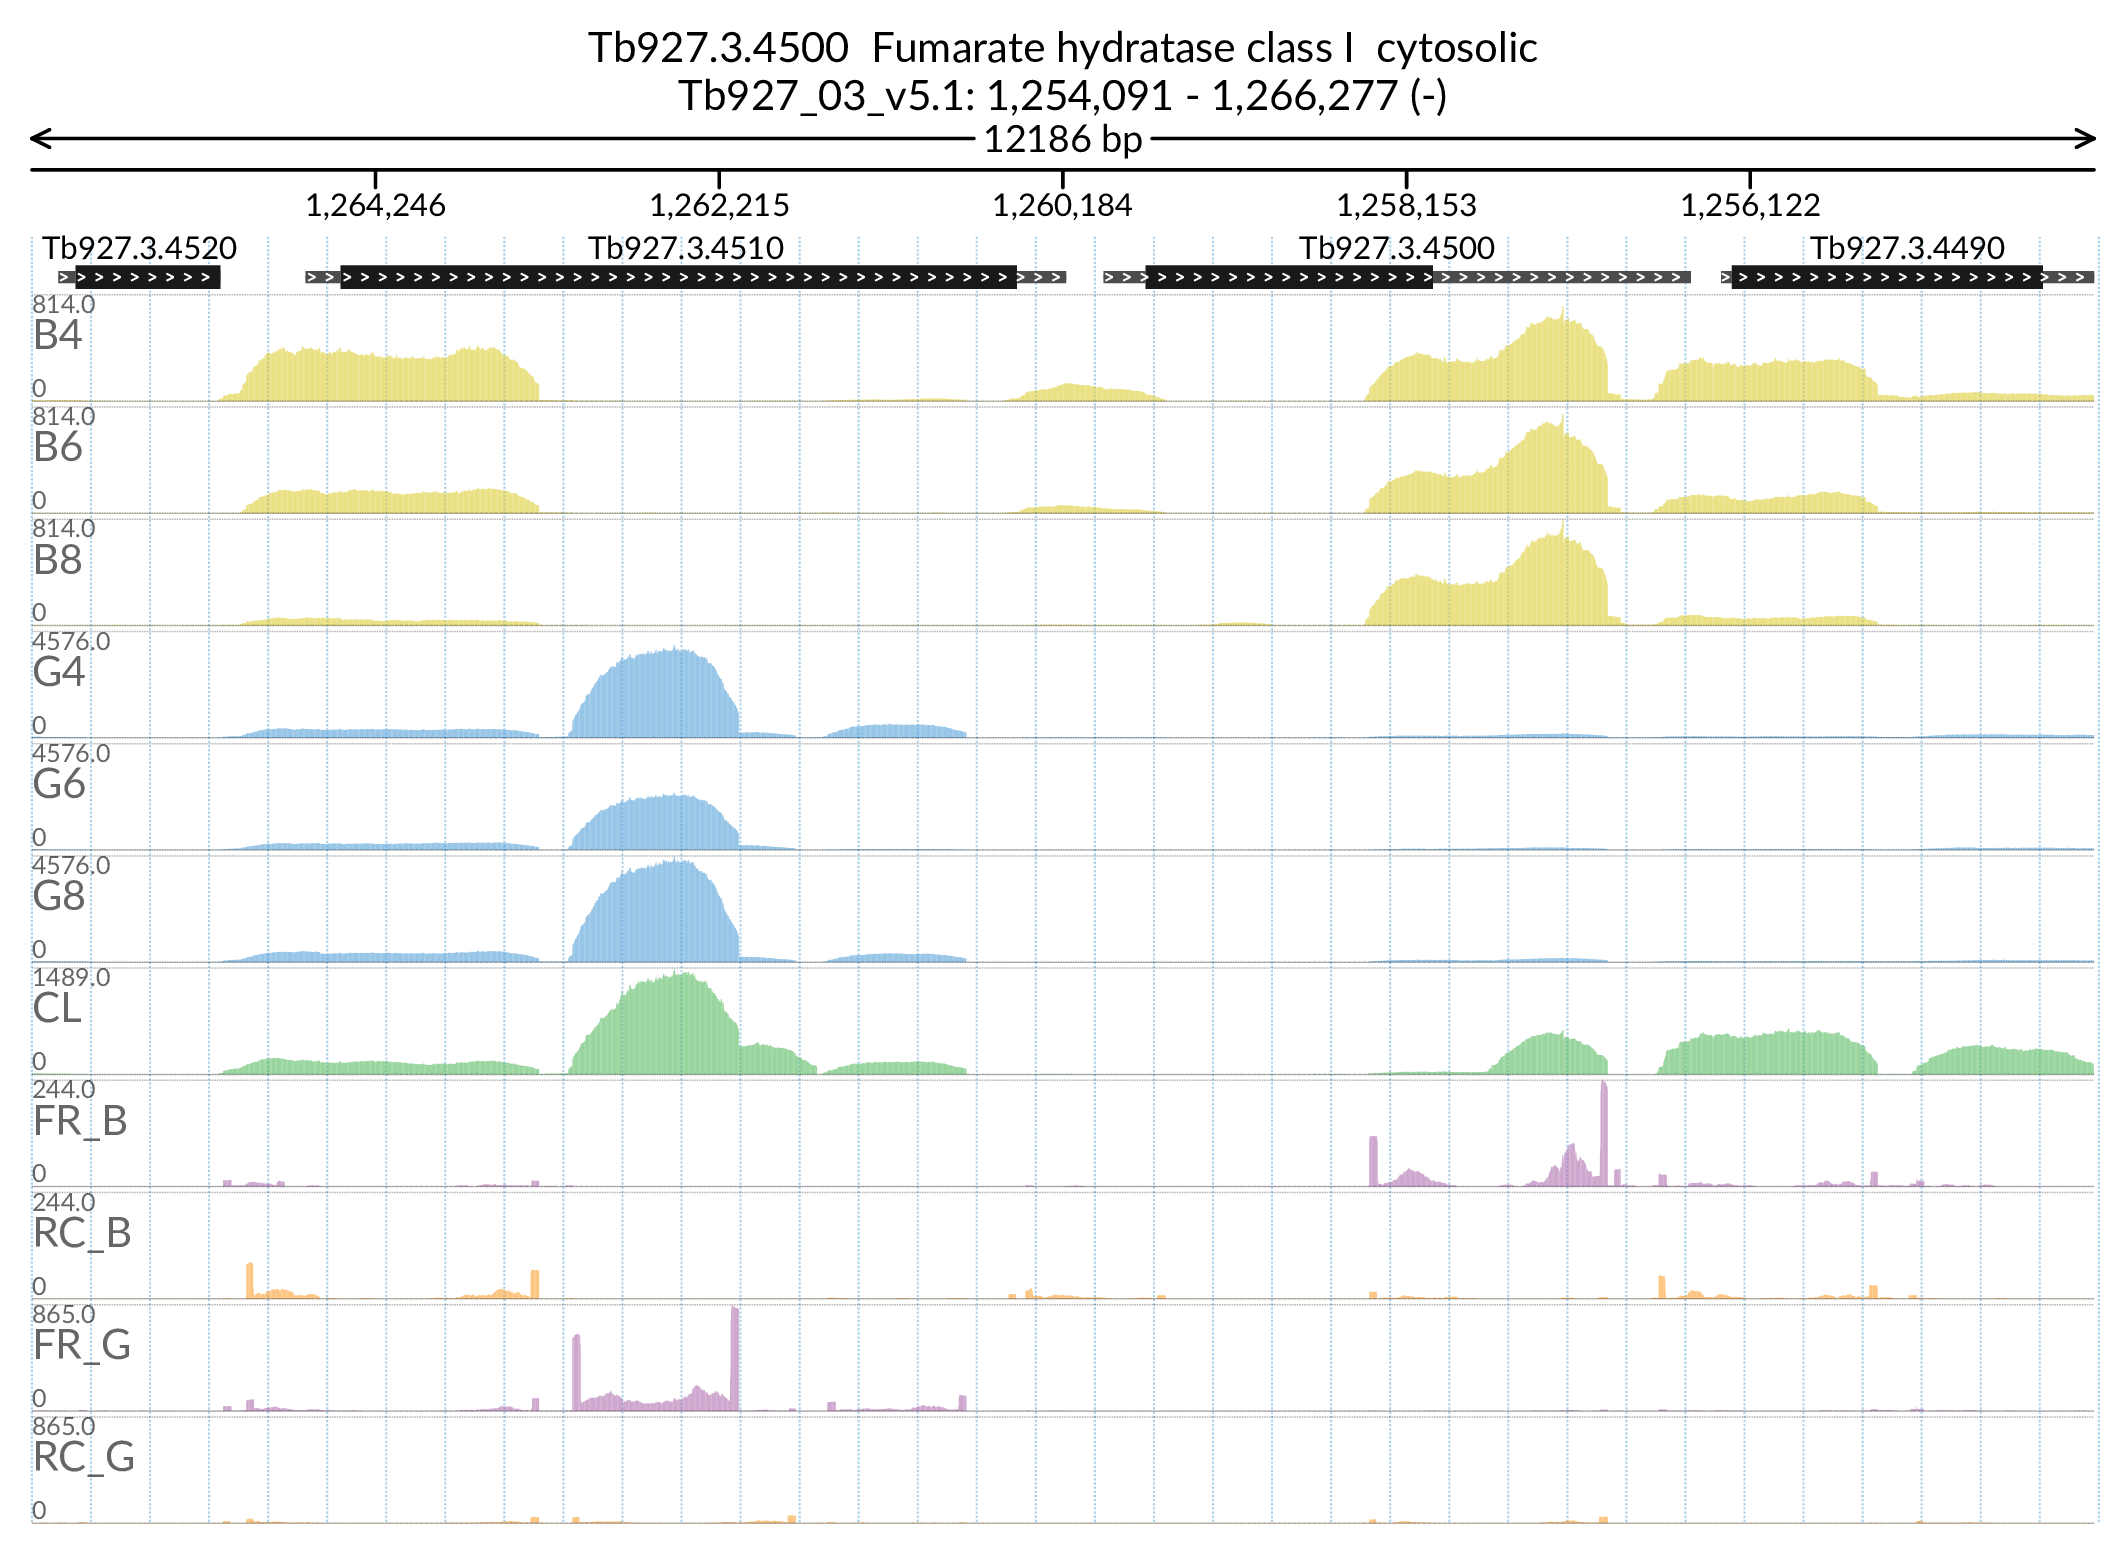 Tb927.3.4500 Fumarate hydratase class I cytosolic
Tb927_03_v5.1: 1,254,091 - 1,266,277 (-)
12186 bp
1,264,246 1,262,215 1,260,184 1,258,153 1,256,122
Tb927.3.4520 Tb927.3.4510 Tb927.3.4500 Tb927.3.4490
814.0
B4
0
814.0
B6
0
814.0
B8
0
4576.0
G4
0
4576.0
G6
0
4576.0
G8
0
1489.0
CL
0
244.0
FR_B
0
244.0
RC_B
0
865.0
FR_G
0
865.0
RC_G
0